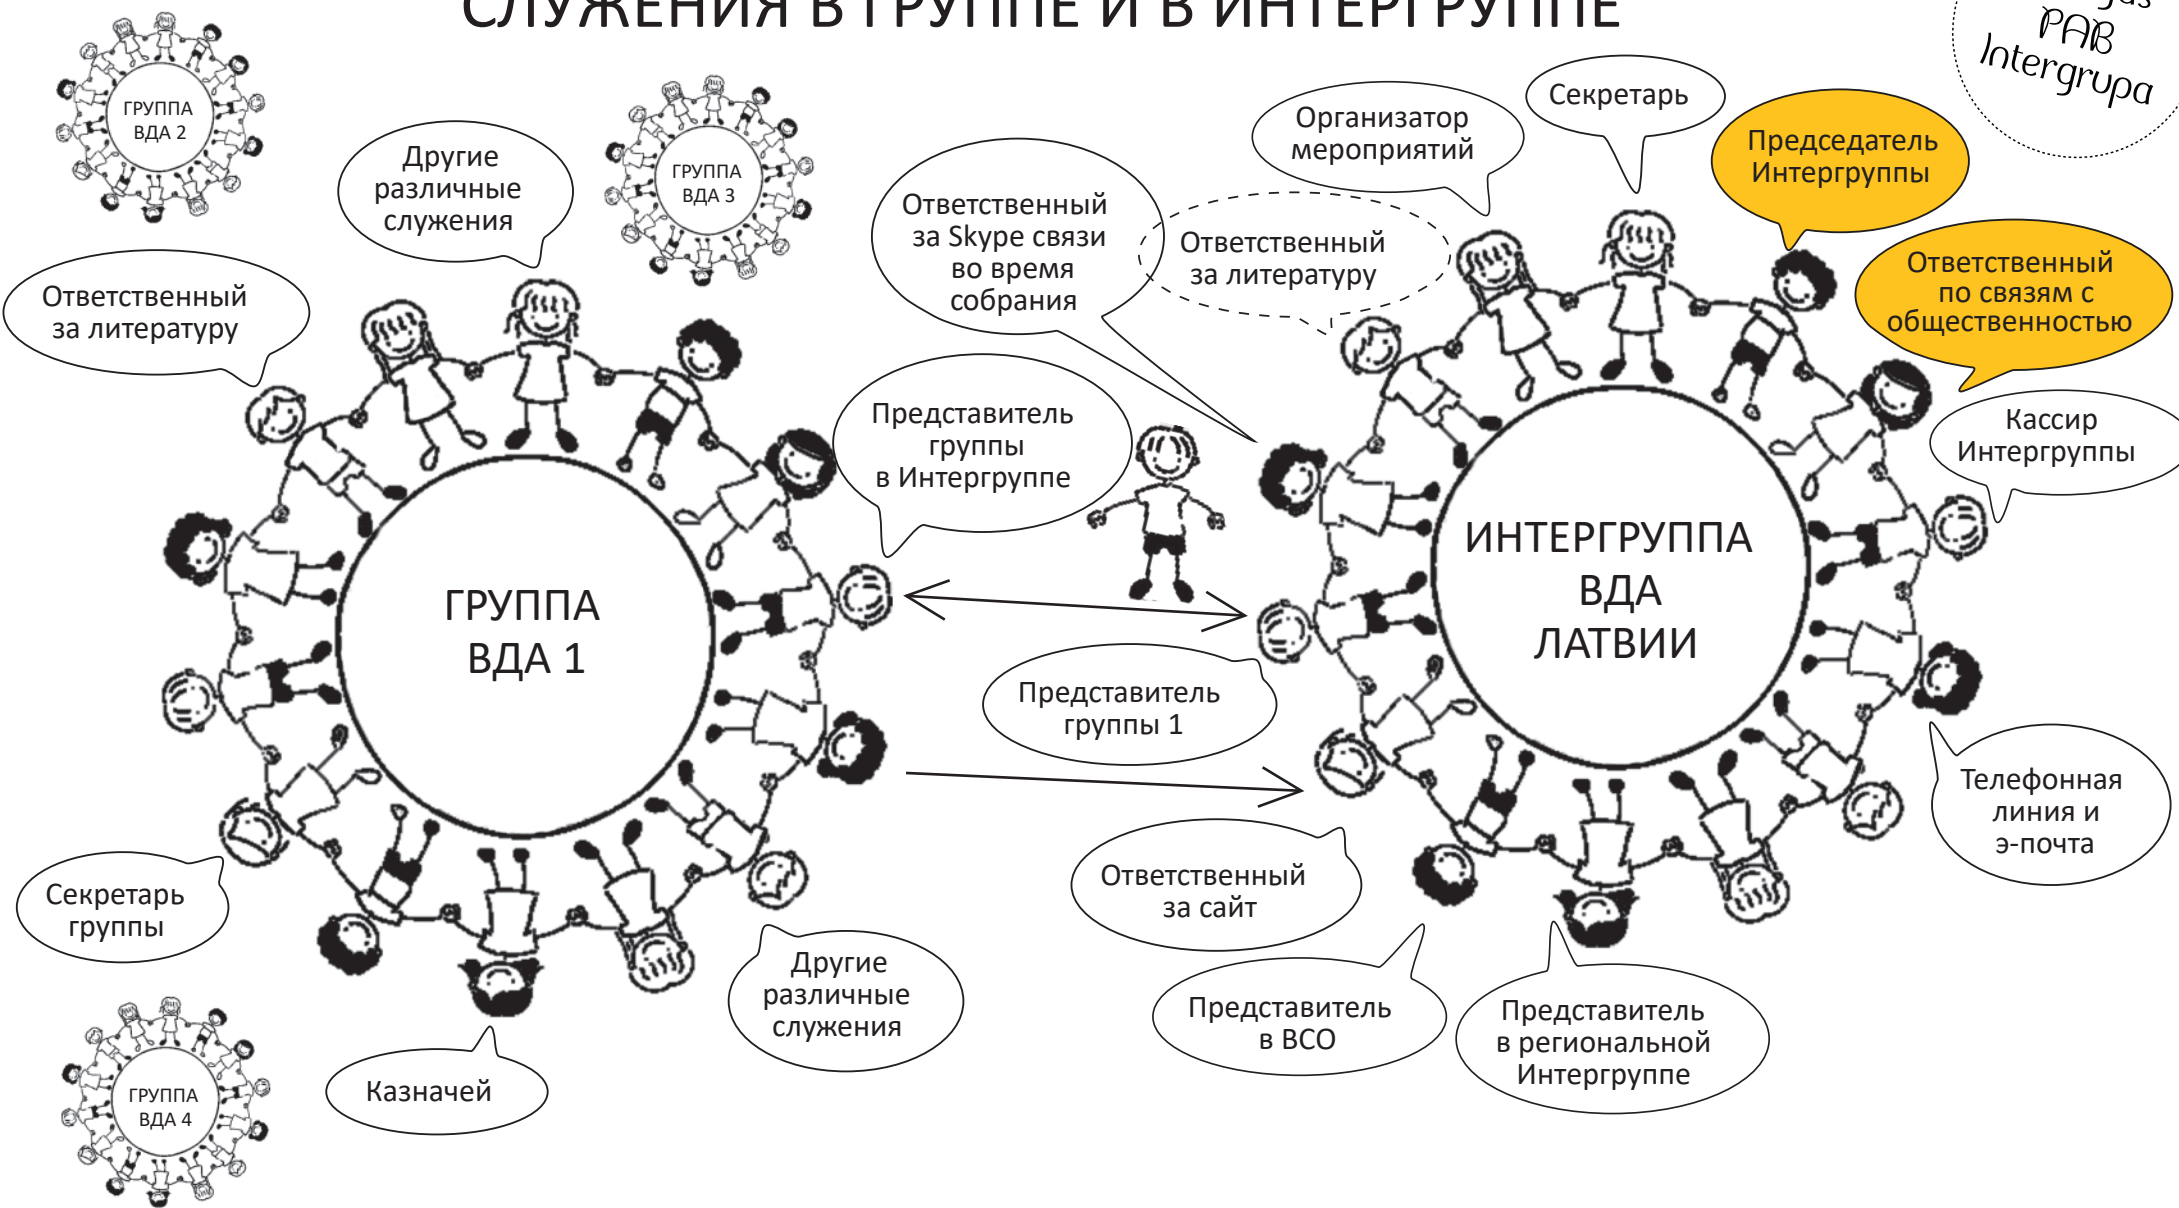 СЛУЖЕНИЯ В ГРУППЕ И В ИНТЕРГРУППЕ
PAB
Intergrupa
ГРУППА
ВДА 2
Другие
различные
служения
ГРУППА
ВДА 3
Ответственный
за литературу
Ответственный
за Skype связи
во время
собрания
Организатор
мероприятий
Секретарь
Председатель
Интергруппы
Ответственный
за литературу
Ответственный
по связям с
общественностью
Кассир
Интергруппы
Представитель
группы
в Интергруппе
ГРУППА
ВДА 1
ИНТЕРГРУППА
ВДА
ЛАТВИИ
Представитель
группы 1
Телефонная
линия и
э-почта
Секретарь
группы
Ответственный
за сайт
Другие
различные
служения
Представитель
в ВСО
Представитель
в региональной
Интергруппе
Казначей
ГРУППА
ВДА 4